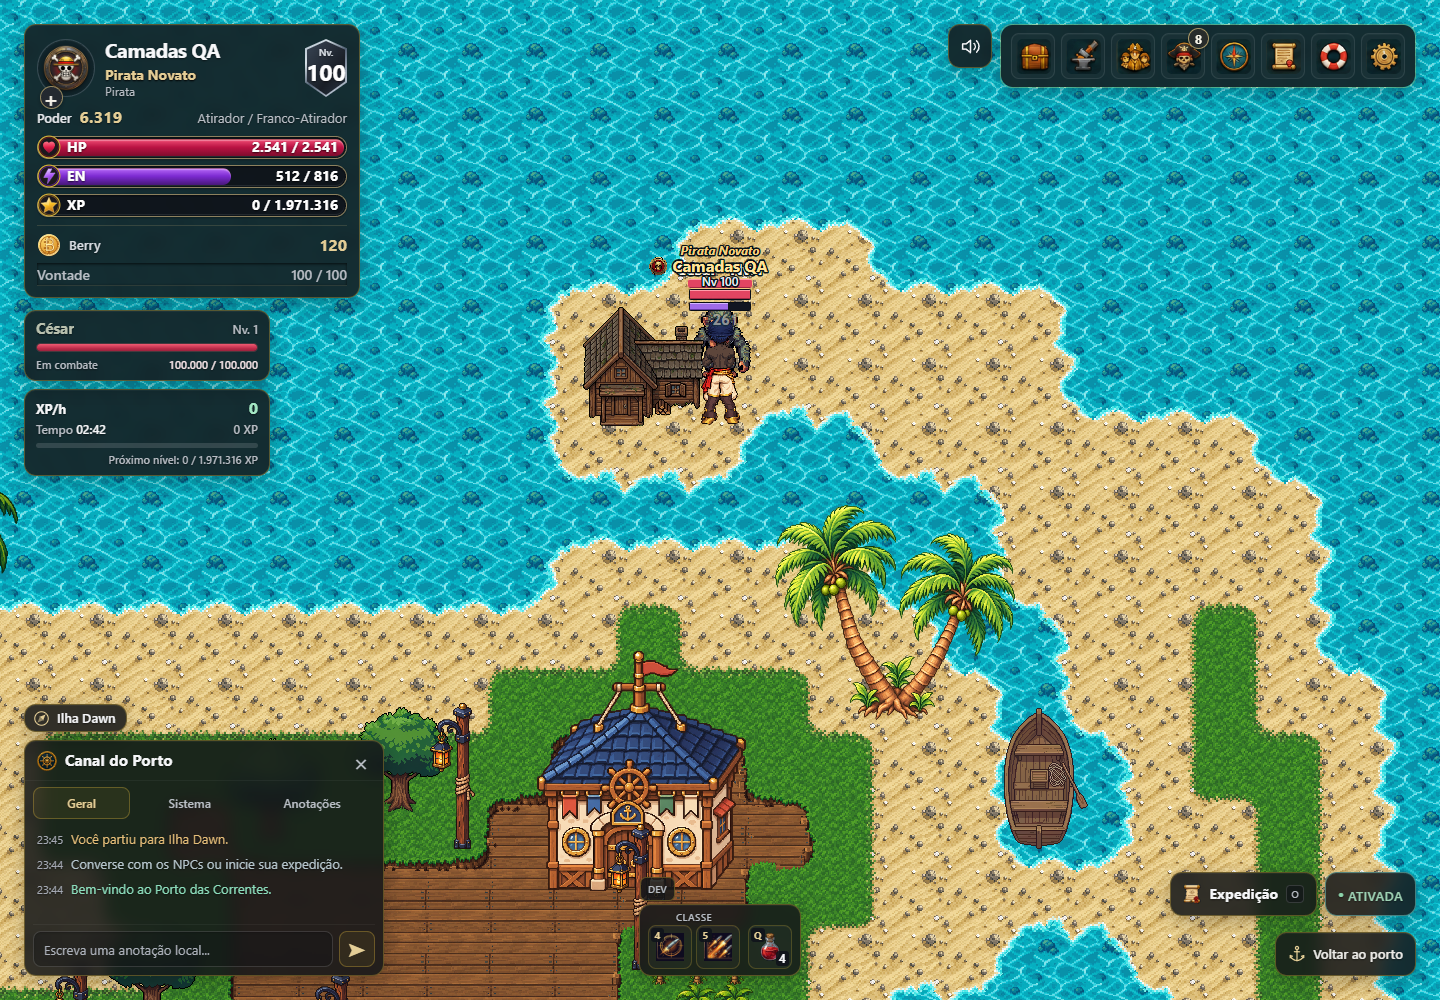 Camadas QA
Pirata Novato
Pirata
Nv.
100
+
Poder 6.319
Atirador / Franco-Atirador
HP 2.541 / 2.541
EN 512 / 816
XP 0 / 1.971.316
Berry 120
Vontade 100 / 100
César Nv. 1
Em combate 100.000 / 100.000
XP/h 0
Tempo 02:42 0 XP
Próximo nível: 0 / 1.971.316 XP
8
Pirata Novato
Camadas QA
Nv 100
26
Ilha Dawn
Canal do Porto
Geral Sistema Anotações
23:45 Você partiu para Ilha Dawn.
23:44 Converse com os NPCs ou inicie sua expedição.
23:44 Bem-vindo ao Porto das Correntes.
Escreva uma anotação local...
DEV
CLASSE
4 5 Q 4
Expedição O
• ATIVADA
Voltar ao porto